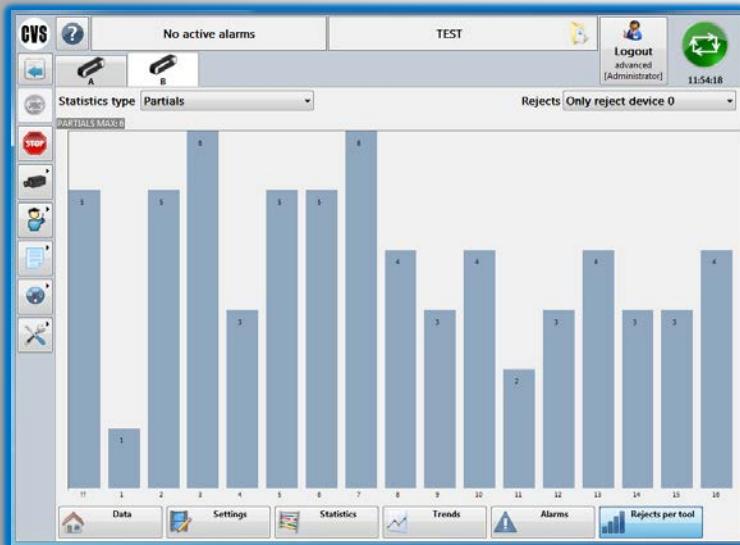 CVS
?
No active alarms
TEST
Logout
advanced
[Administrator]
11:54:18
A
B
Statistics type Partials
Rejects Only reject device 0
PARTIALS MAX: 6
STOP
5
1
5
6
3
5
5
6
4
3
4
2
3
4
3
3
4
?? 1 2 3 4 5 6 7 8 9 10 11 12 13 14 15 16
Data
Settings
Statistics
Trends
Alarms
Rejects per tool